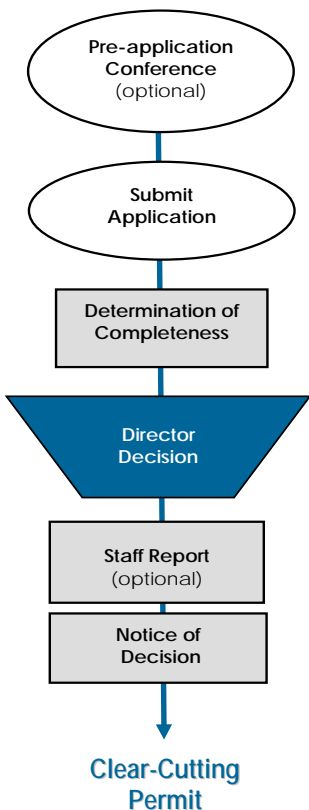 Pre-application
Conference
(optional)
Submit
Application
Determination of
Completeness
Director
Decision
Staff Report
(optional)
Notice of
Decision
Clear-Cutting
Permit